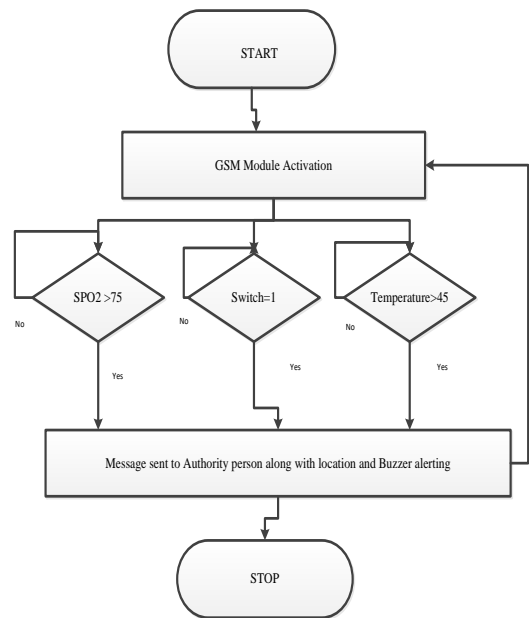 START
GSM Module Activation
SPO2 >75
Switch=1
Temperature>45
No
No
No
Yes
Yes
Yes
Message sent to Authority person along with location and Buzzer alerting
STOP